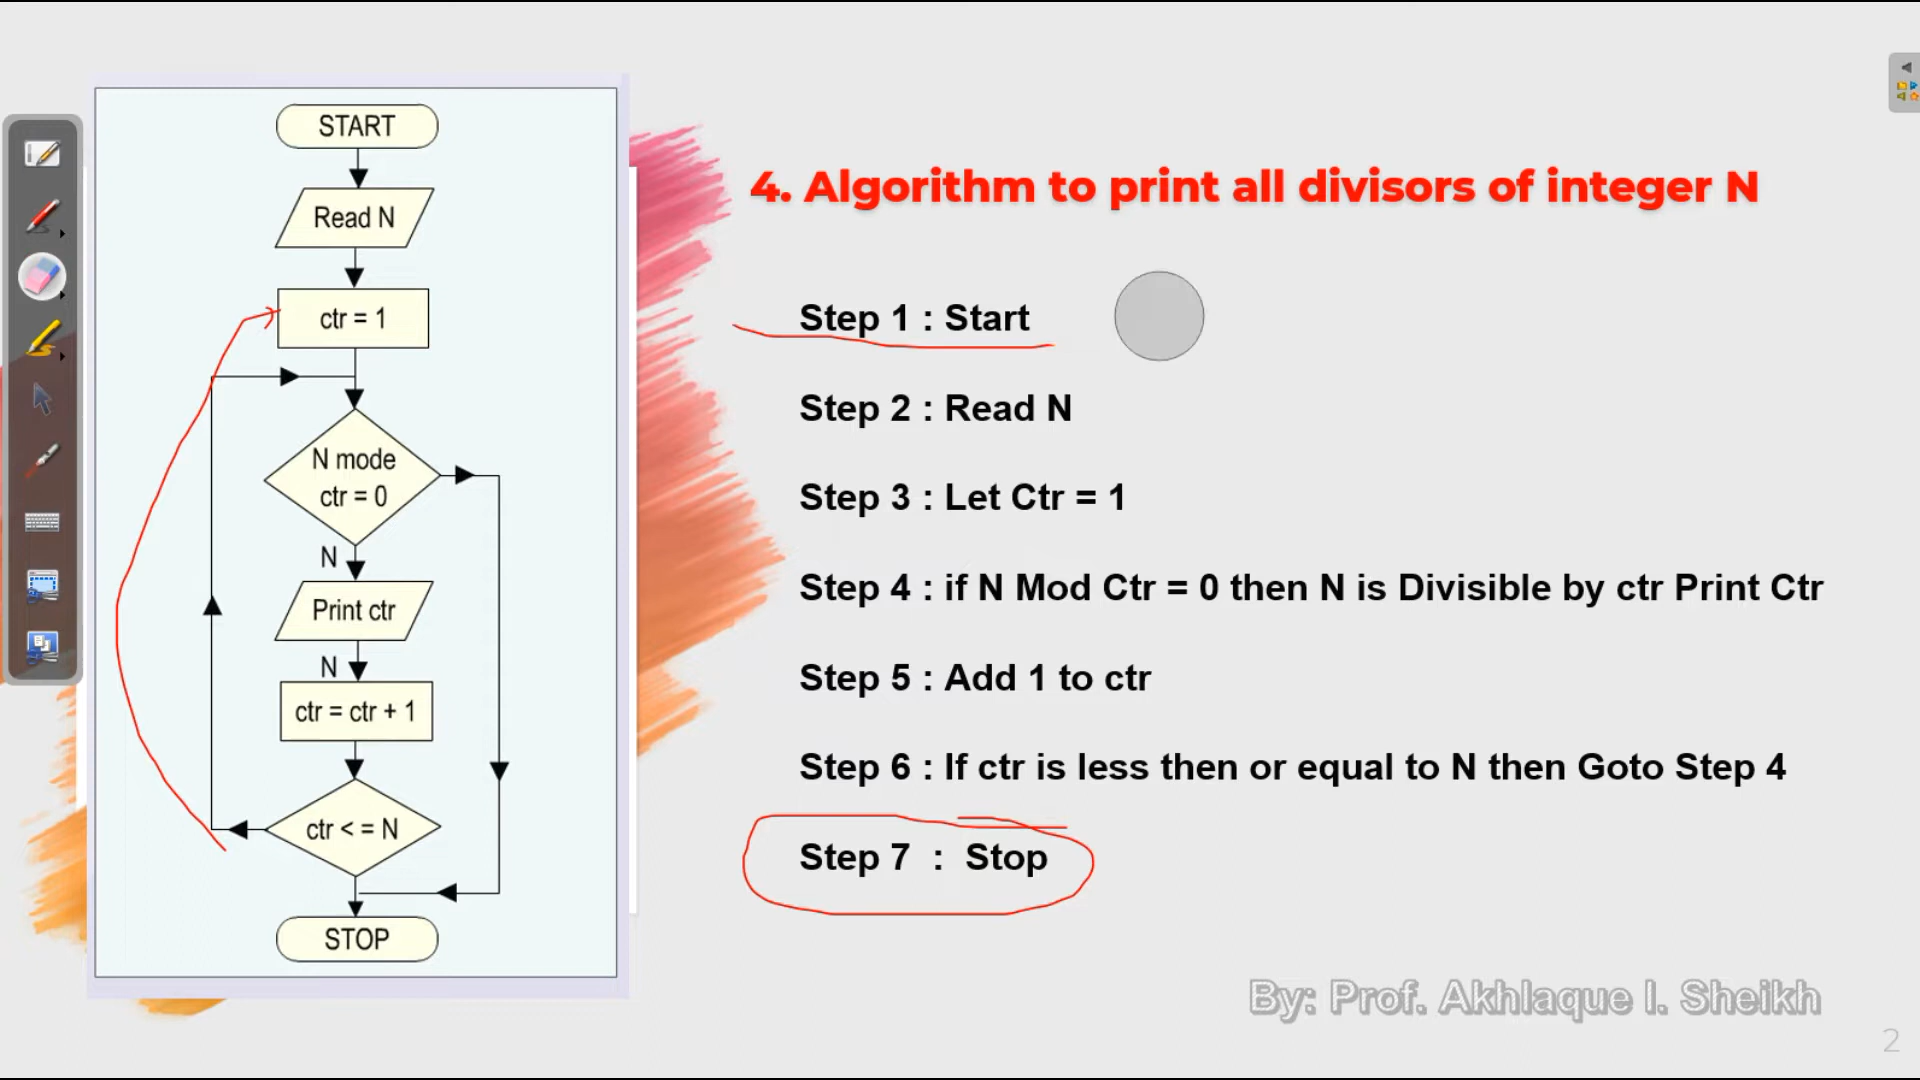 START
Read N
ctr = 1
N mode
ctr = 0
N
Print ctr
N
ctr = ctr + 1
ctr < = N
STOP
4. Algorithm to print all divisors of integer N
Step 1 : Start
Step 2 : Read N
Step 3 : Let Ctr = 1
Step 4 : if N Mod Ctr = 0 then N is Divisible by ctr Print Ctr
Step 5 : Add 1 to ctr
Step 6 : If ctr is less then or equal to N then Goto Step 4
Step 7 : Stop
By: Prof. Akhlaque I. Sheikh
2